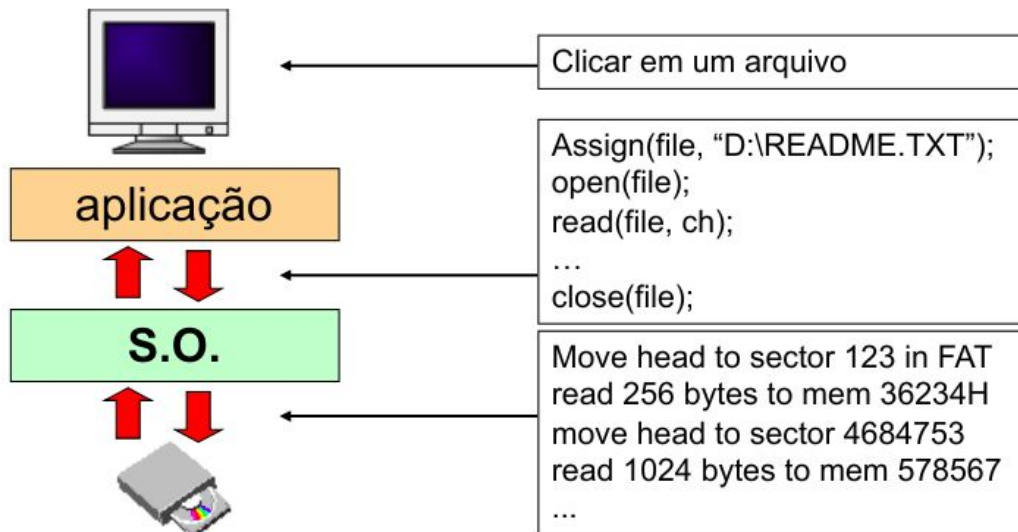 Clicar em um arquivo
Assign(file, “D:\README.TXT”);
open(file);
read(file, ch);
…
close(file);
aplicação
S.O.
Move head to sector 123 in FAT
read 256 bytes to mem 36234H
move head to sector 4684753
read 1024 bytes to mem 578567
...